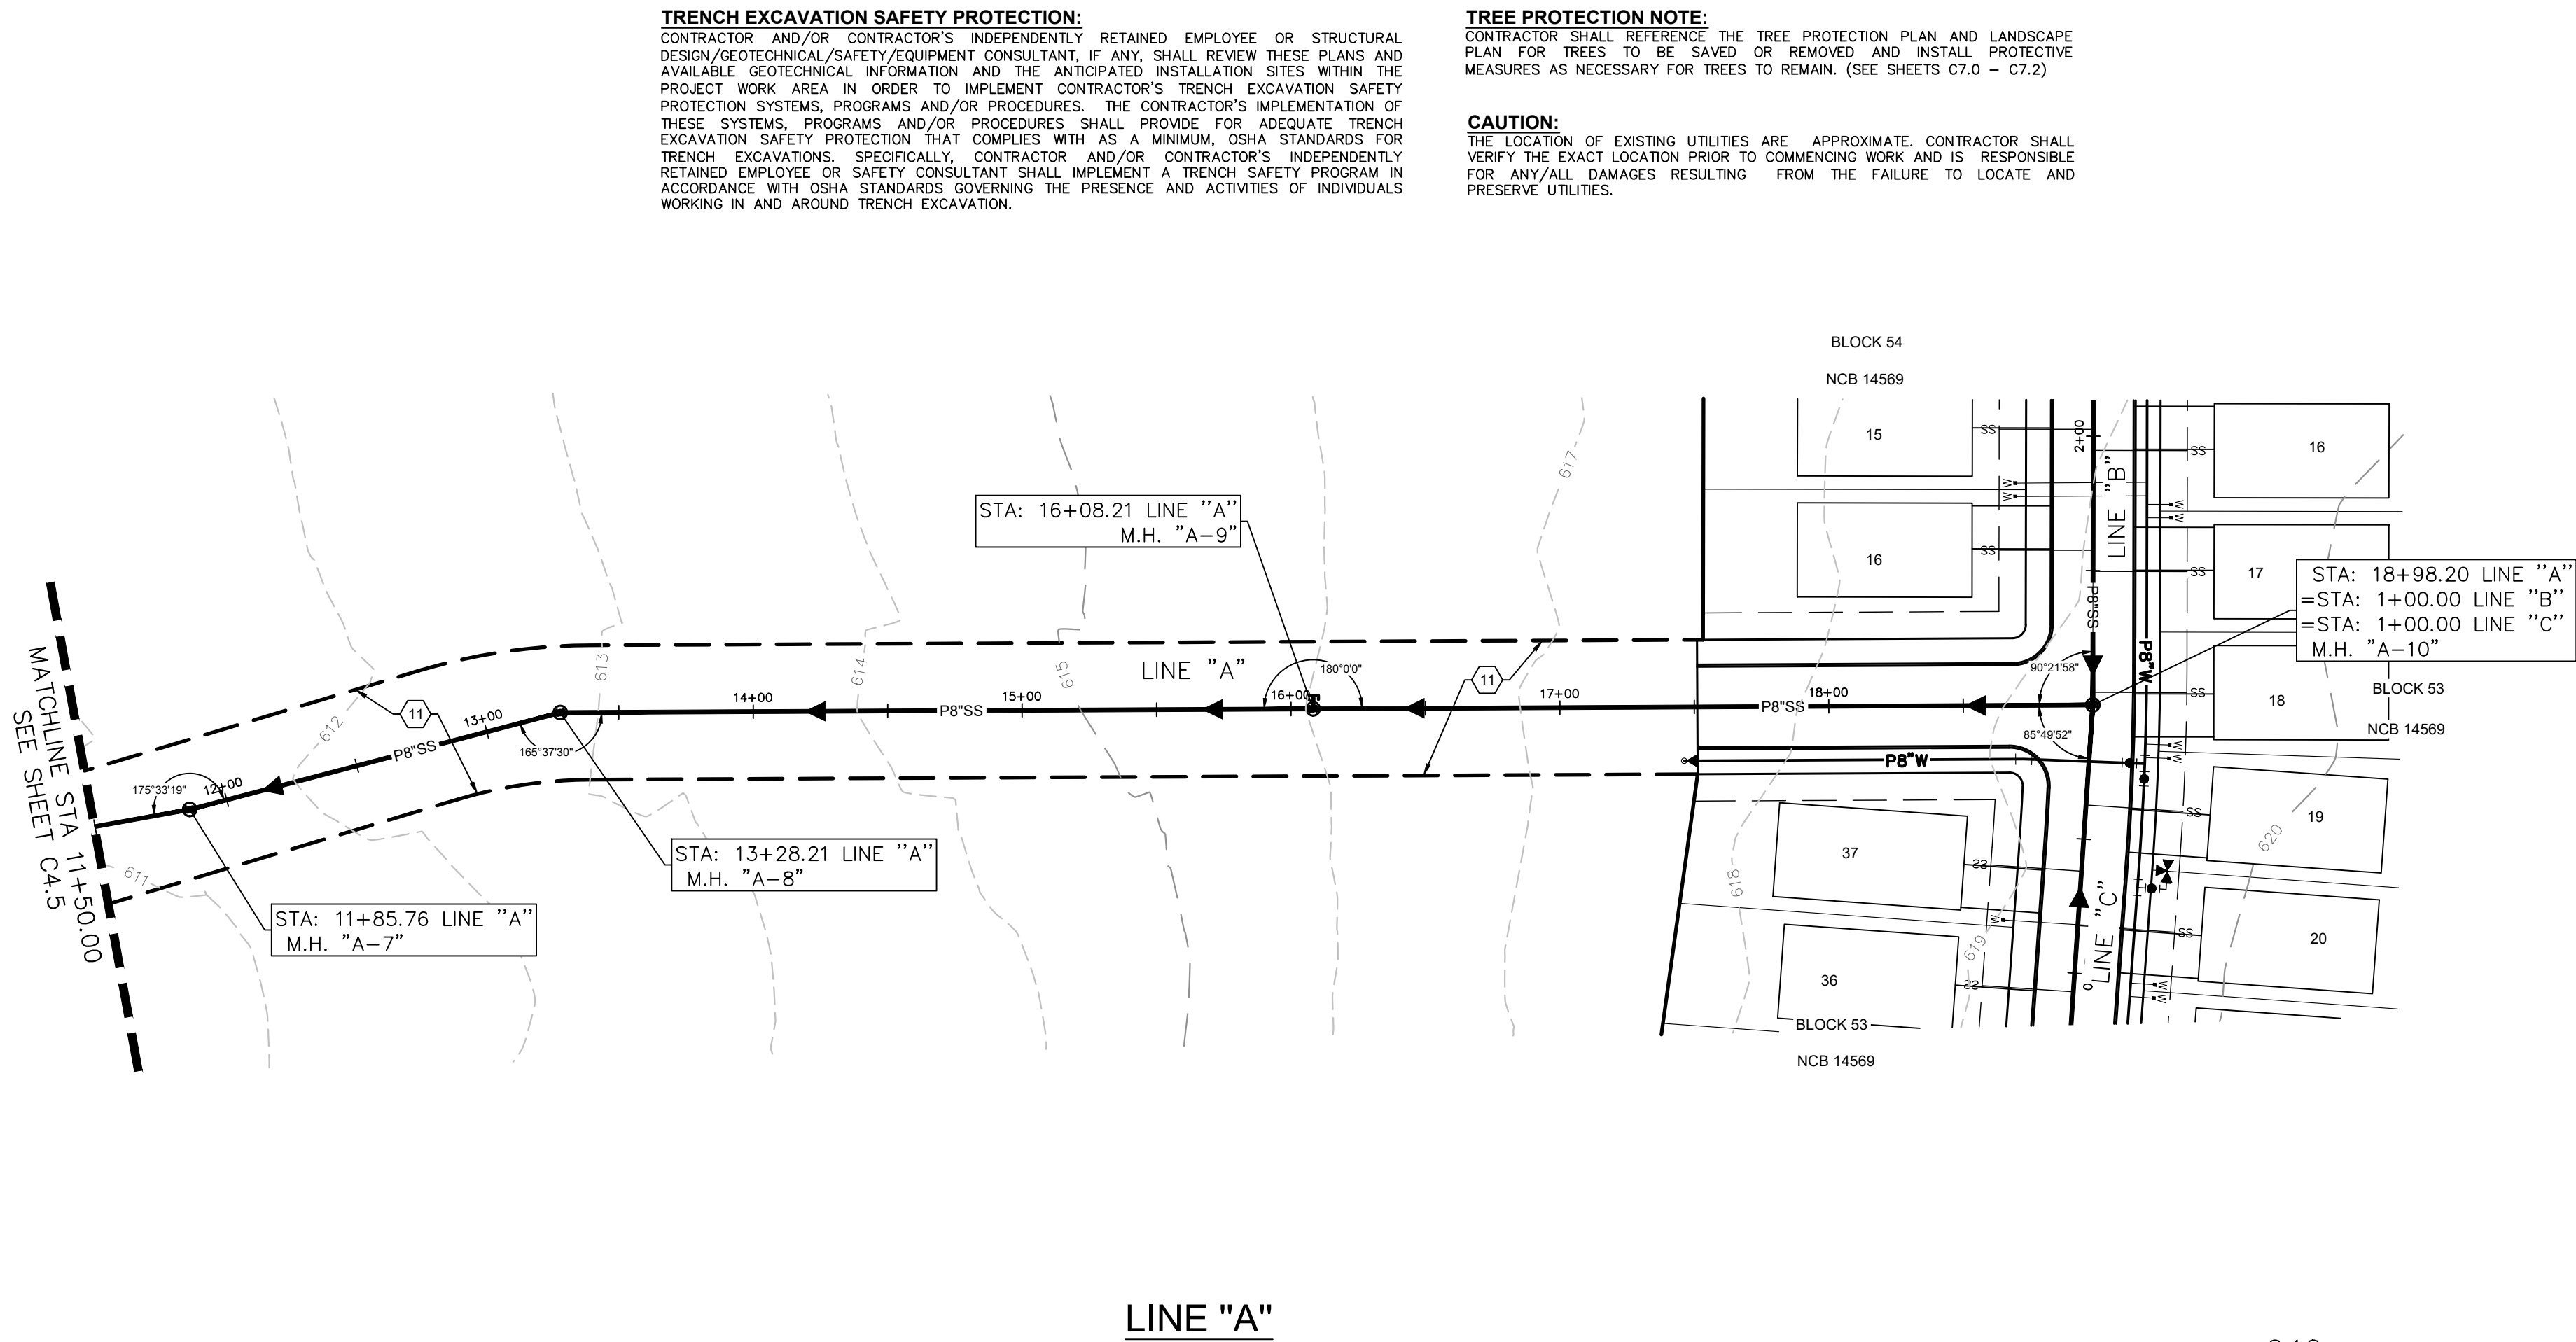 TRENCH EXCAVATION SAFETY PROTECTION:
CONTRACTOR AND/OR CONTRACTOR'S INDEPENDENTLY RETAINED EMPLOYEE OR STRUCTURAL
DESIGN/GEOTECHNICAL/SAFETY/EQUIPMENT CONSULTANT, IF ANY, SHALL REVIEW THESE PLANS AND
AVAILABLE GEOTECHNICAL INFORMATION AND THE ANTICIPATED INSTALLATION SITES WITHIN THE
PROJECT WORK AREA IN ORDER TO IMPLEMENT CONTRACTOR'S TRENCH EXCAVATION SAFETY
PROTECTION SYSTEMS, PROGRAMS AND/OR PROCEDURES. THE CONTRACTOR'S IMPLEMENTATION OF
THESE SYSTEMS, PROGRAMS AND/OR PROCEDURES SHALL PROVIDE FOR ADEQUATE TRENCH
EXCAVATION SAFETY PROTECTION THAT COMPLIES WITH AS A MINIMUM, OSHA STANDARDS FOR
TRENCH EXCAVATIONS. SPECIFICALLY, CONTRACTOR AND/OR CONTRACTOR'S INDEPENDENTLY
RETAINED EMPLOYEE OR SAFETY CONSULTANT SHALL IMPLEMENT A TRENCH SAFETY PROGRAM IN
ACCORDANCE WITH OSHA STANDARDS GOVERNING THE PRESENCE AND ACTIVITIES OF INDIVIDUALS
WORKING IN AND AROUND TRENCH EXCAVATION.
TREE PROTECTION NOTE:
CONTRACTOR SHALL REFERENCE THE TREE PROTECTION PLAN AND LANDSCAPE
PLAN FOR TREES TO BE SAVED OR REMOVED AND INSTALL PROTECTIVE
MEASURES AS NECESSARY FOR TREES TO REMAIN. (SEE SHEETS C7.0 – C7.2)
CAUTION:
THE LOCATION OF EXISTING UTILITIES ARE APPROXIMATE. CONTRACTOR SHALL
VERIFY THE EXACT LOCATION PRIOR TO COMMENCING WORK AND IS RESPONSIBLE
FOR ANY/ALL DAMAGES RESULTING FROM THE FAILURE TO LOCATE AND
PRESERVE UTILITIES.
BLOCK 54
NCB 14569
15
16
16
17
18
19
20
37
36
BLOCK 53
NCB 14569
BLOCK 53
NCB 14569
STA: 16+08.21 LINE "A"
M.H. "A-9"
STA: 18+98.20 LINE "A"
=STA: 1+00.00 LINE "B"
=STA: 1+00.00 LINE "C"
M.H. "A-10"
STA: 13+28.21 LINE "A"
M.H. "A-8"
STA: 11+85.76 LINE "A"
M.H. "A-7"
MATCHLINE STA 11+50.00
SEE SHEET C4.5
LINE "A"
LINE "B"
LINE "C"
12+00
13+00
14+00
15+00
16+00
17+00
18+00
2+00
0
175°33'19"
165°37'30"
180°0'0"
90°21'58"
85°49'52"
P8"SS
P8"SS
P8"SS
P8"SS
P8"W
P8"W
11
11
611
612
613
614
615
617
618
619
620
SS
SS
SS
SS
SS
SS
SS
SS
SS
W
W
W
W
W
W
W
W
W
LINE "A"